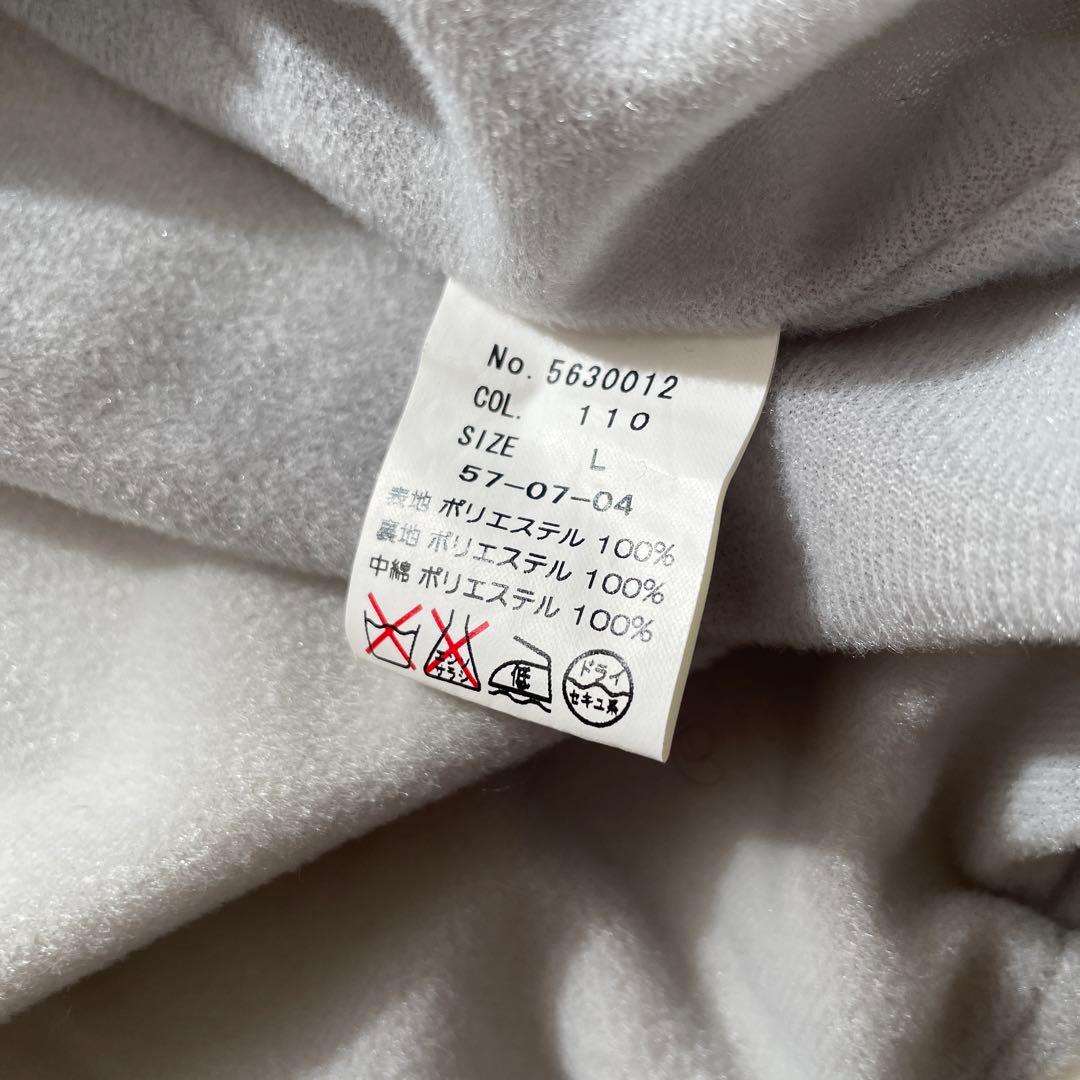 No. 5630012
COL. 110
SIZE L
57-07-04
表地 ポリエステル 100%
裏地 ポリエステル 100%
中綿 ポリエステル 100%
エンソ
サラシ
低
ドライ
セキユ系